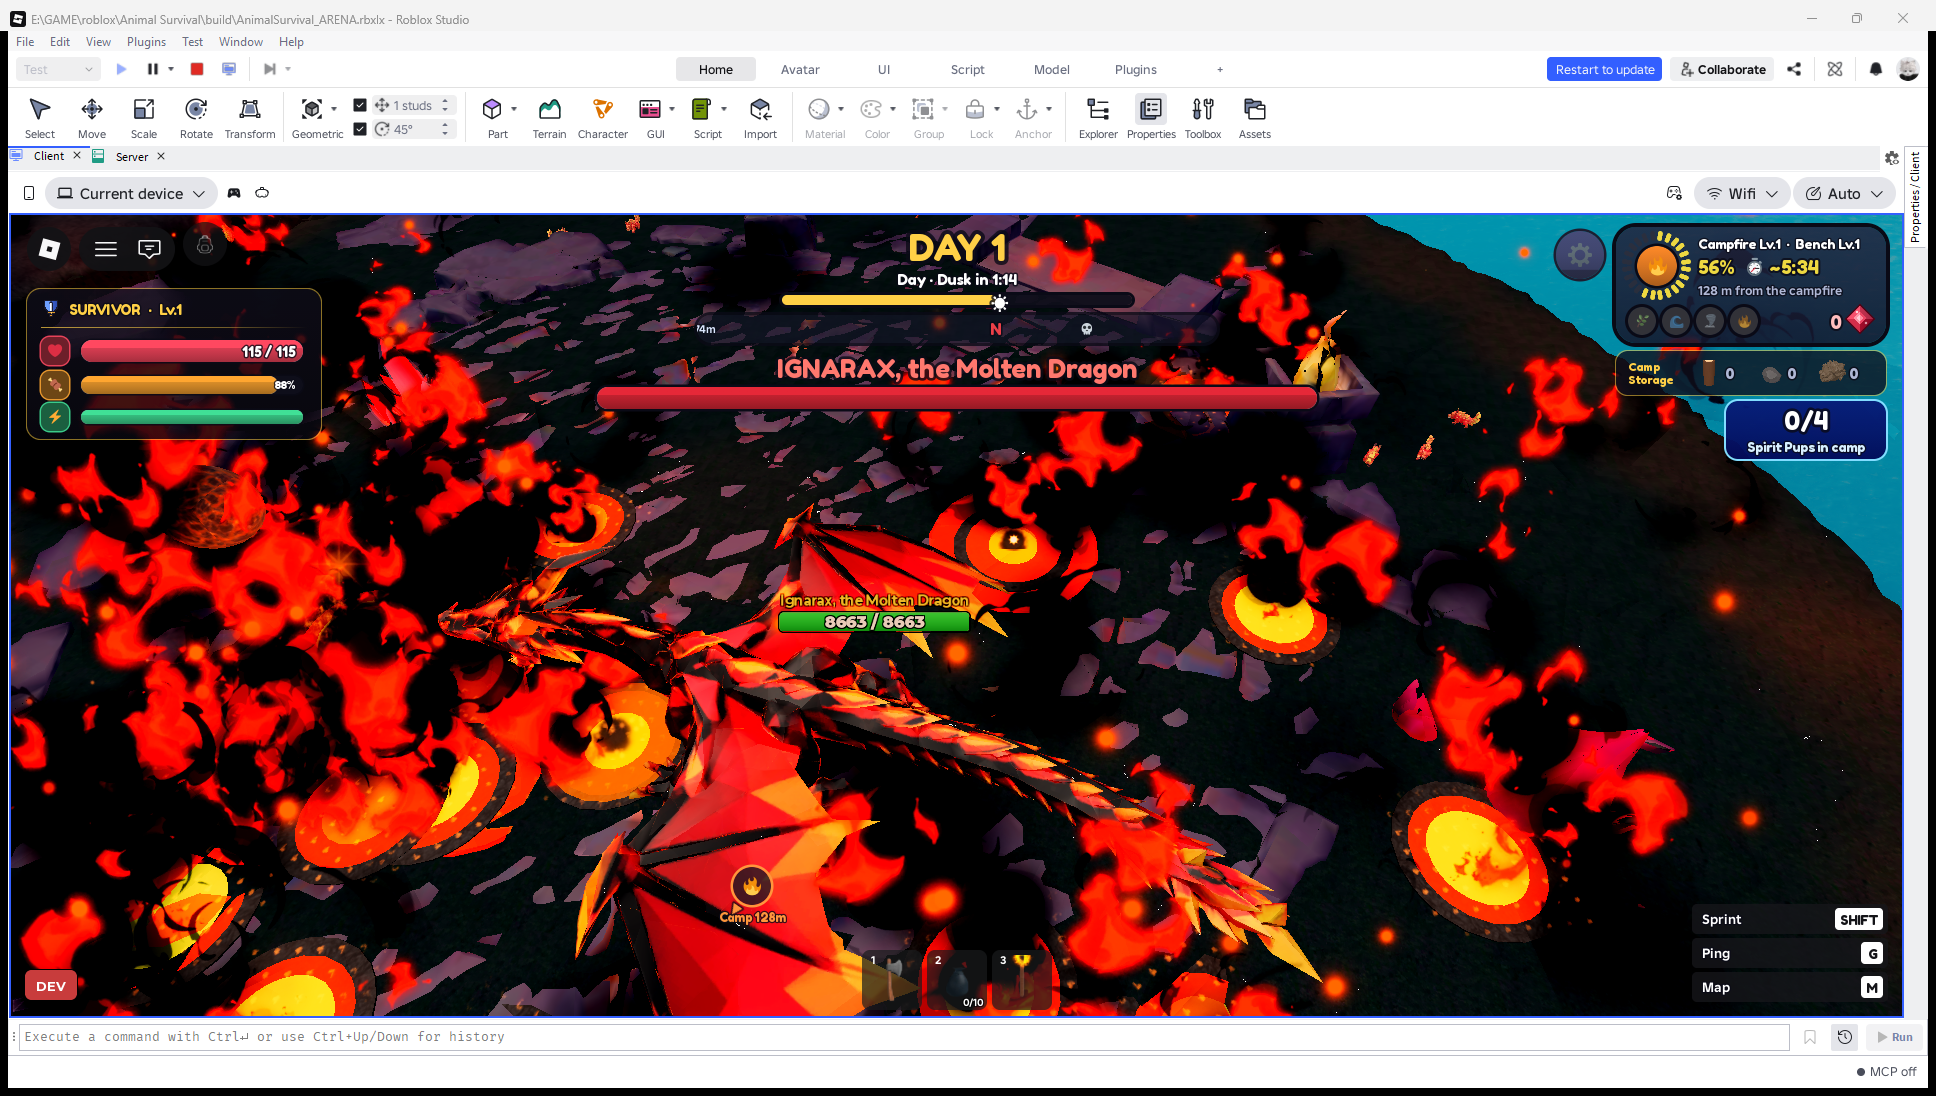 E:\GAME\roblox\Animal Survival\build\AnimalSurvival_ARENA.rbxlx - Roblox Studio
File Edit View Plugins Test Window Help
Test
Home Avatar UI Script Model Plugins +
Restart to update
Collaborate
1 studs
45°
Select Move Scale Rotate Transform Geometric Part Terrain Character GUI Script Import Material Color Group Lock Anchor Explorer Properties Toolbox Assets
Client Server
Properties / Client
Current device
Wifi
Auto
DAY 1
Day · Dusk in 1:14
74m N
IGNARAX, the Molten Dragon
SURVIVOR · Lv.1
115 / 115
88%
Campfire Lv.1 · Bench Lv.1
56% ~5:34
128 m from the campfire
0
Camp Storage
0 0 0
0/4
Spirit Pups in camp
Ignarax, the Molten Dragon
8663 / 8663
Camp 128m
1 2 3
0/10
Sprint SHIFT
Ping G
Map M
DEV
Execute a command with Ctrl↵ or use Ctrl+Up/Down for history
Run
MCP off